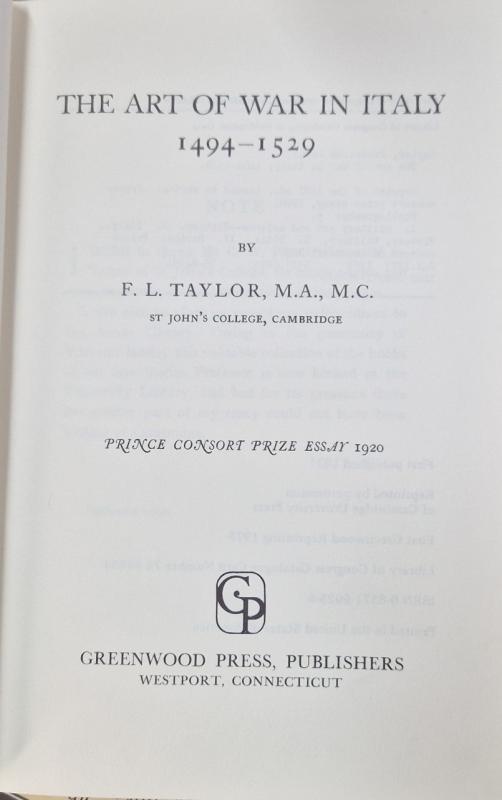 THE ART OF WAR IN ITALY
1494–1529
BY
F. L. TAYLOR, M.A., M.C.
ST JOHN'S COLLEGE, CAMBRIDGE
PRINCE CONSORT PRIZE ESSAY 1920
GP
GREENWOOD PRESS, PUBLISHERS
WESTPORT, CONNECTICUT